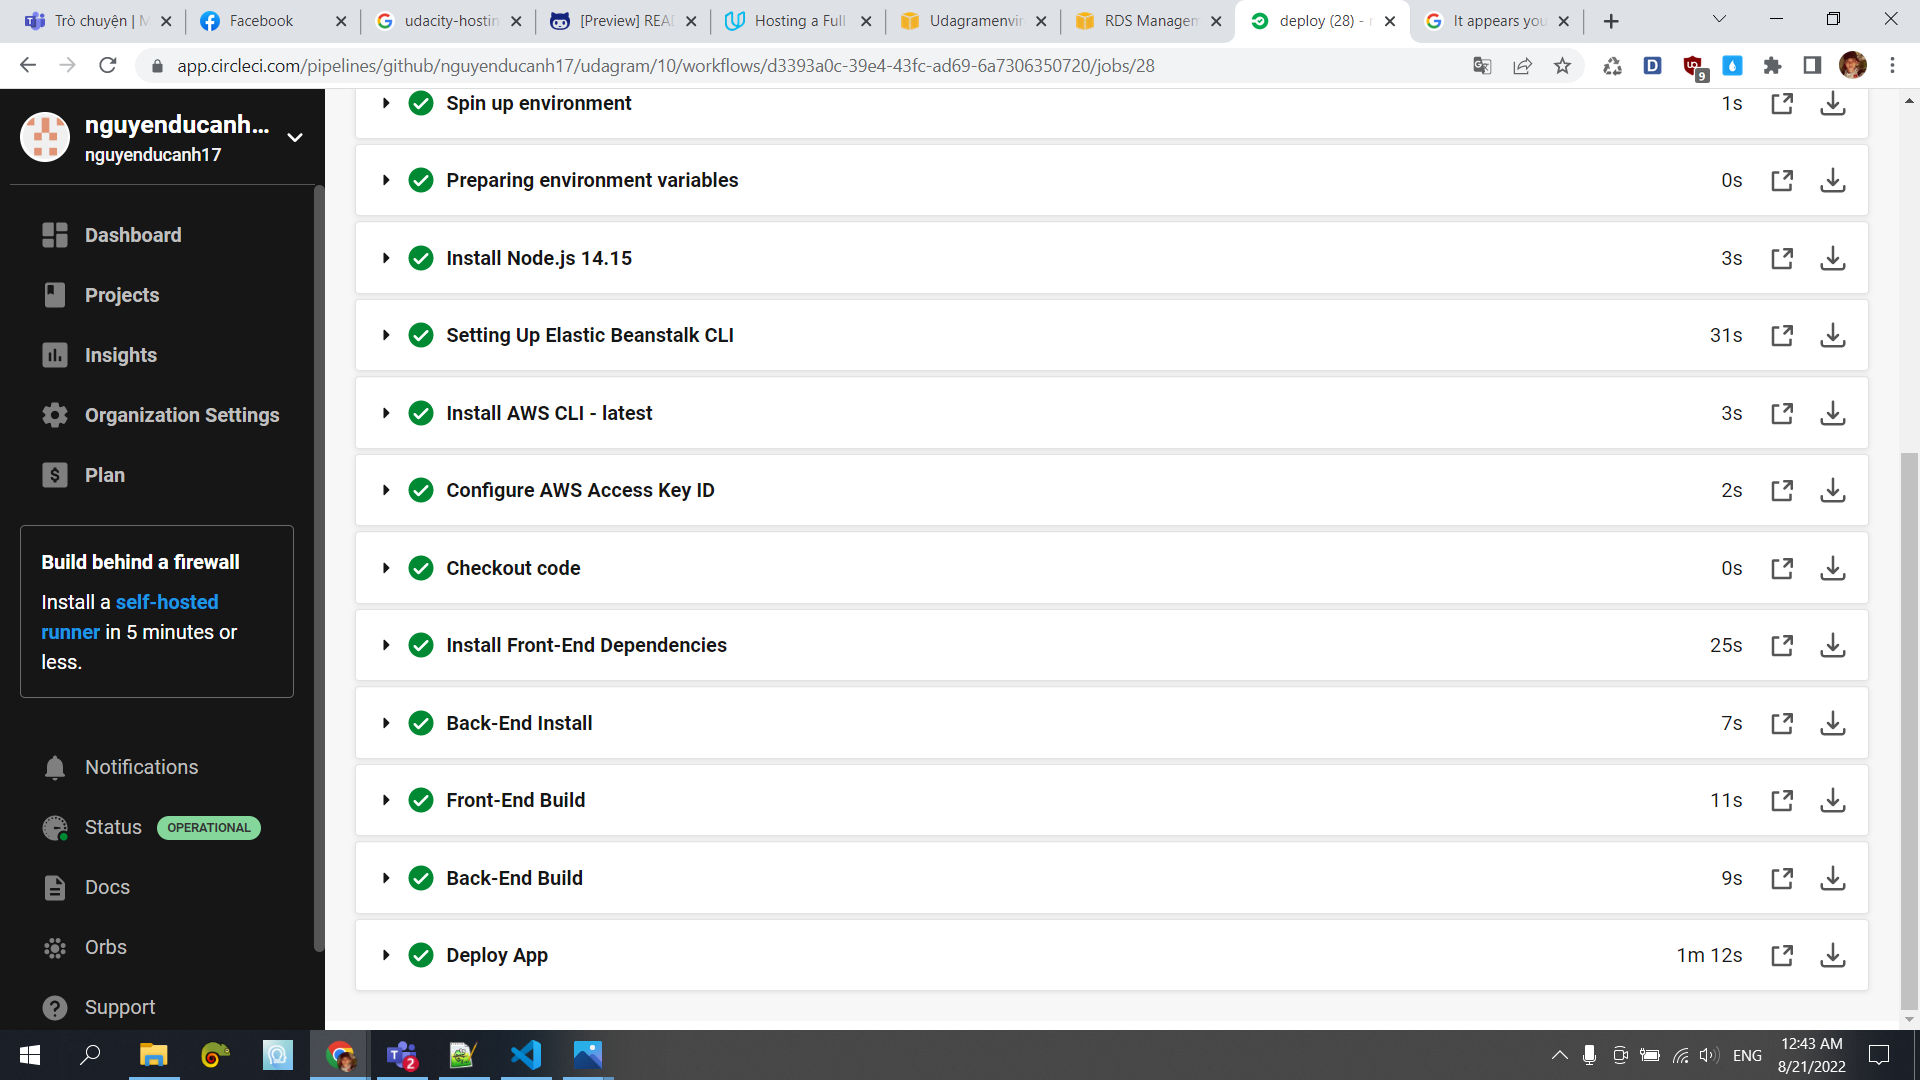 Trò chuyện | M
Facebook
udacity-hostin
[Preview] READ
Hosting a Full
Udagramenvir
RDS Managem
deploy (28) - n
It appears you
app.circleci.com/pipelines/github/nguyenducanh17/udagram/10/workflows/d3393a0c-39e4-43fc-ad69-6a7306350720/jobs/28
D
9
nguyenducanh...
nguyenducanh17
Dashboard
Projects
Insights
Organization Settings
Plan
Build behind a firewall
Install a self-hosted
runner in 5 minutes or
less.
Notifications
Status OPERATIONAL
Docs
Orbs
Support
Spin up environment 1s
Preparing environment variables 0s
Install Node.js 14.15 3s
Setting Up Elastic Beanstalk CLI 31s
Install AWS CLI - latest 3s
Configure AWS Access Key ID 2s
Checkout code 0s
Install Front-End Dependencies 25s
Back-End Install 7s
Front-End Build 11s
Back-End Build 9s
Deploy App 1m 12s
2
ENG
12:43 AM
8/21/2022